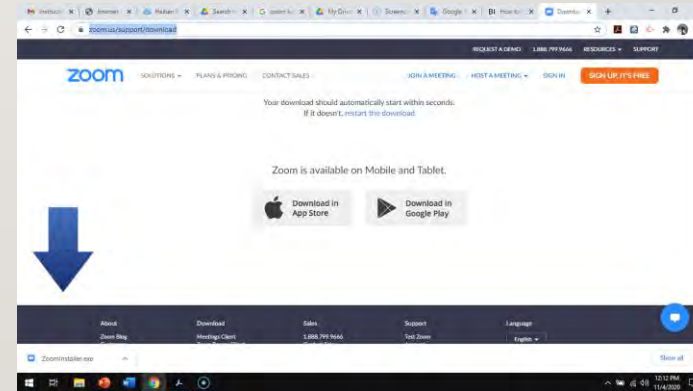 zoom.us/support/download
REQUEST A DEMO 1.888.799.9666 RESOURCES SUPPORT
zoom SOLUTIONS PLANS & PRICING CONTACT SALES JOIN A MEETING HOST A MEETING SIGN IN SIGN UP, IT'S FREE
Your download should automatically start within seconds.
If it doesn't, restart the download.
Zoom is available on Mobile and Tablet.
Download in
App Store
Download in
Google Play
About Download Sales Support Language
Zoom Blog Meetings Client 1.888.799.9666 Test Zoom English
ZoomInstaller.exe Show all
12:12 PM
11/4/2020